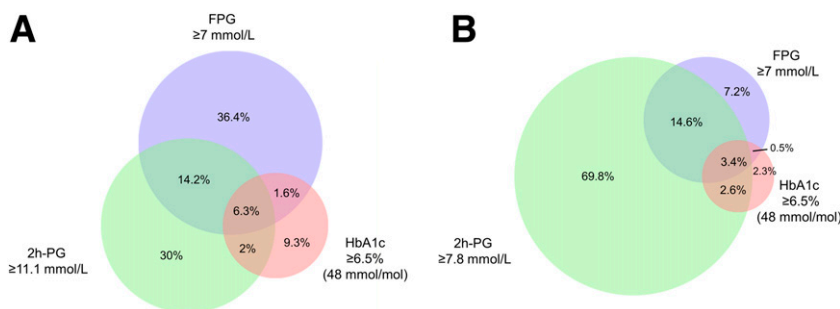 A
FPG
≥7 mmol/L
36.4%
14.2%
1.6%
6.3%
2%
9.3%
30%
2h-PG
≥11.1 mmol/L
HbA1c
≥6.5%
(48 mmol/mol)
B
FPG
≥7 mmol/L
7.2%
14.6%
0.5%
3.4%
2.3%
69.8%
2.6%
HbA1c
≥6.5%
(48 mmol/mol)
2h-PG
≥7.8 mmol/L